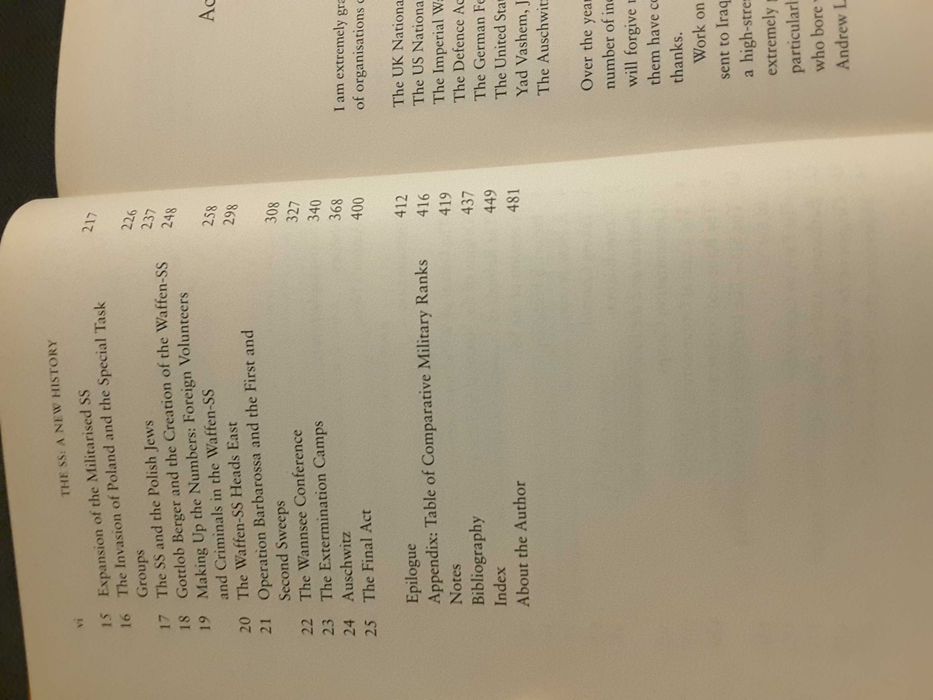 vi THE SS: A NEW HISTORY
15 Expansion of the Militarised SS 217
16 The Invasion of Poland and the Special Task
Groups 226
17 The SS and the Polish Jews 237
18 Gottlob Berger and the Creation of the Waffen-SS 248
19 Making Up the Numbers: Foreign Volunteers
and Criminals in the Waffen-SS 258
20 The Waffen-SS Heads East 298
21 Operation Barbarossa and the First and
Second Sweeps 308
22 The Wannsee Conference 327
23 The Extermination Camps 340
24 Auschwitz 368
25 The Final Act 400
Epilogue 412
Appendix: Table of Comparative Military Ranks 416
Notes 419
Bibliography 437
Index 449
About the Author 481
Ac
I am extremely gra
of organisations o
The UK Nationa
The US Nationa
The Imperial Wa
The Defence Ac
The German Fe
The United Stat
Yad Vashem, J
The Auschwitz
Over the year
number of ind
will forgive m
them have co
thanks.
Work on
sent to Iraq
a high-stres
extremely p
particularl
who bore
Andrew L